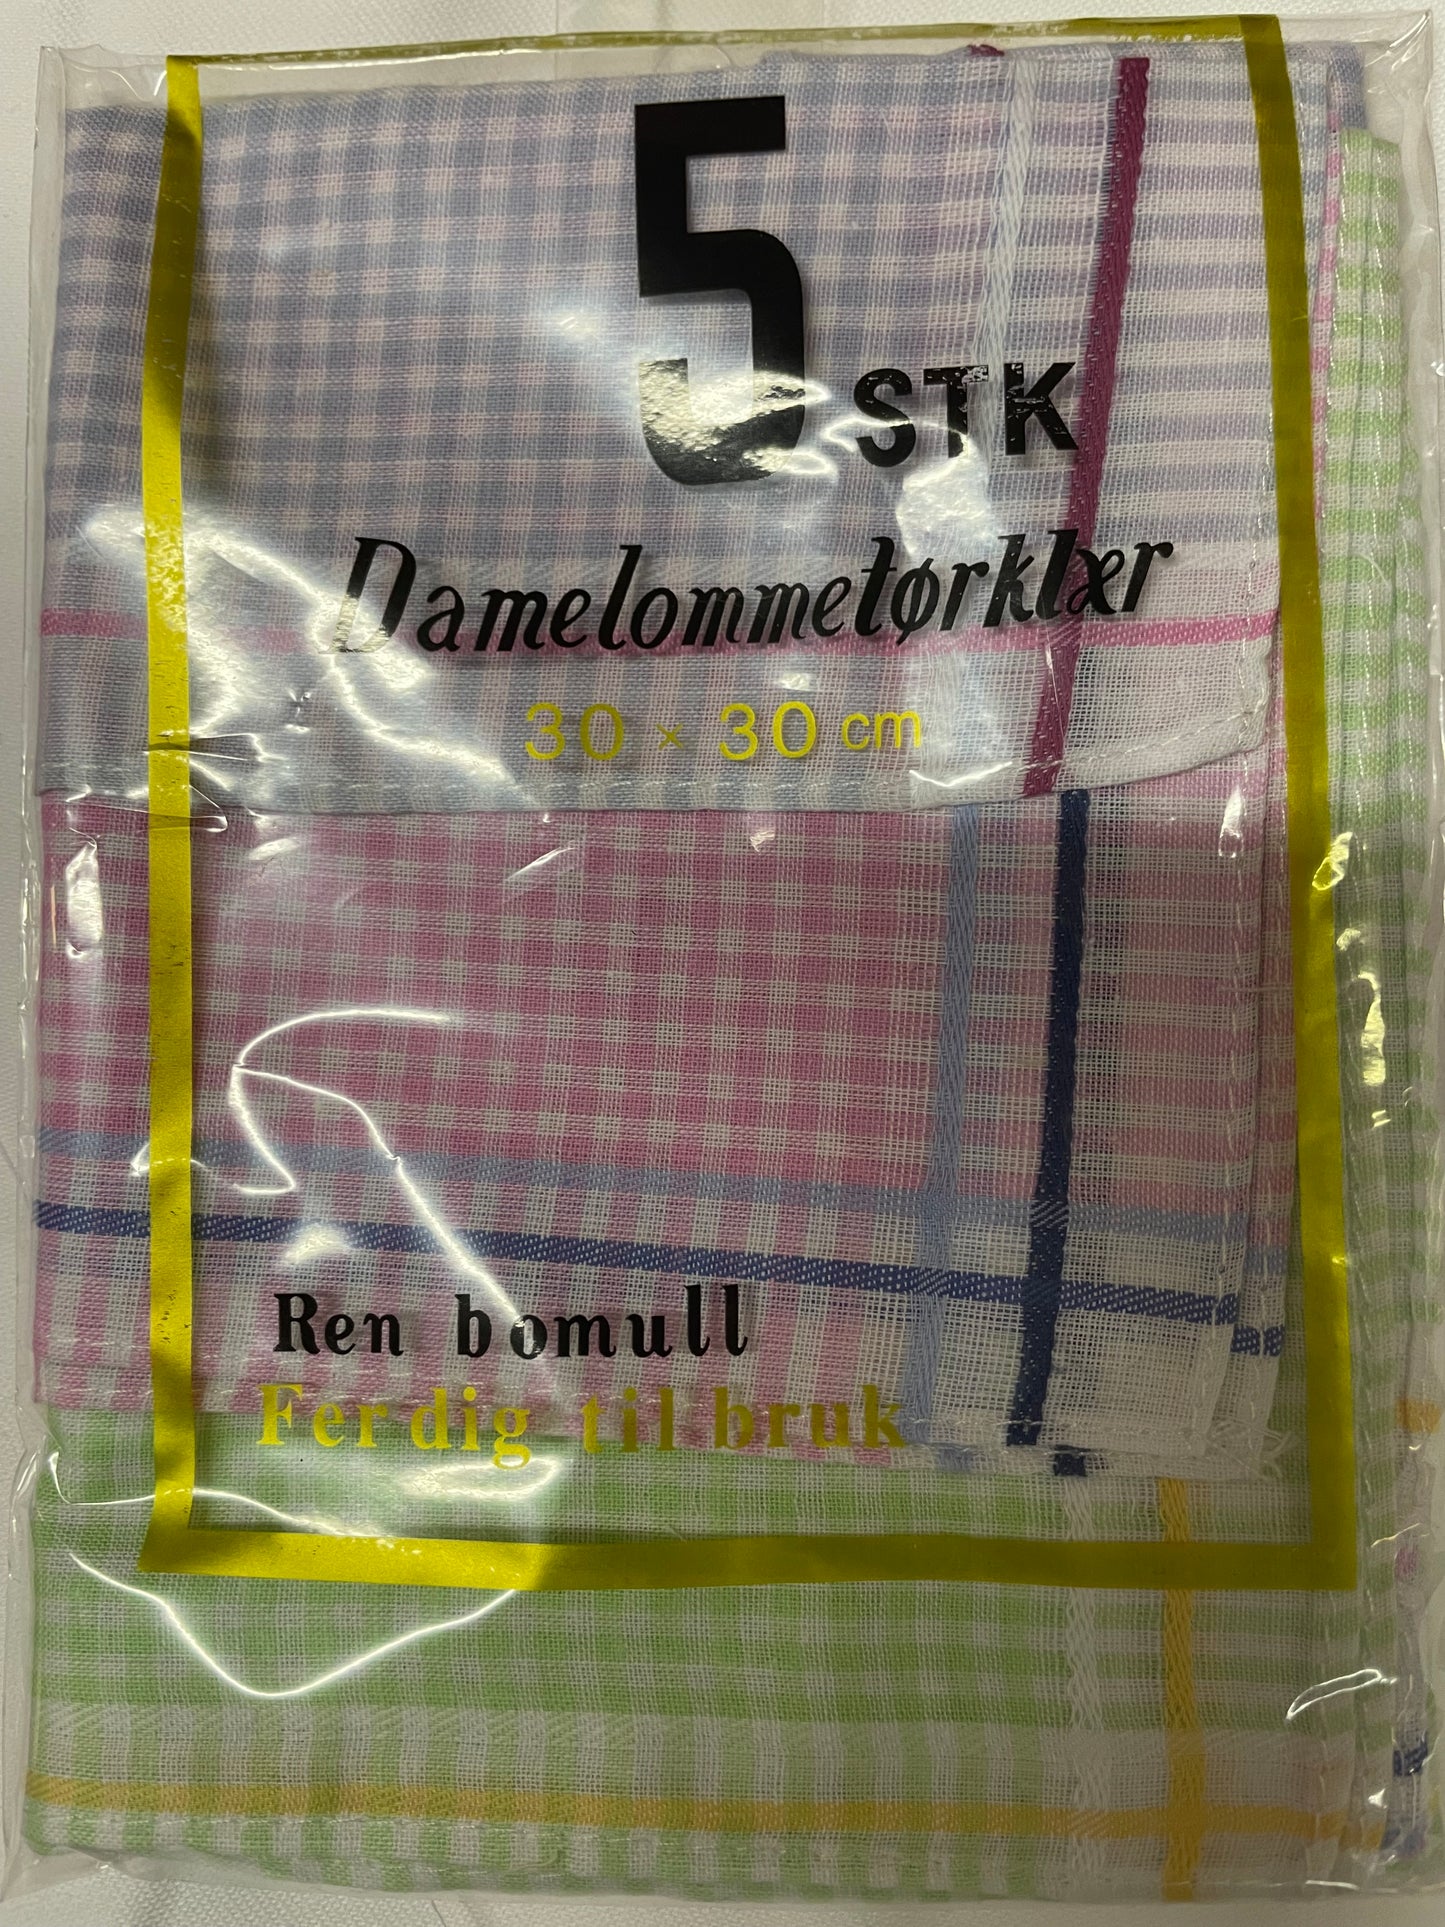 5 STK
Damelommetørklær
30 × 30 cm
Ren bomull
Ferdig til bruk